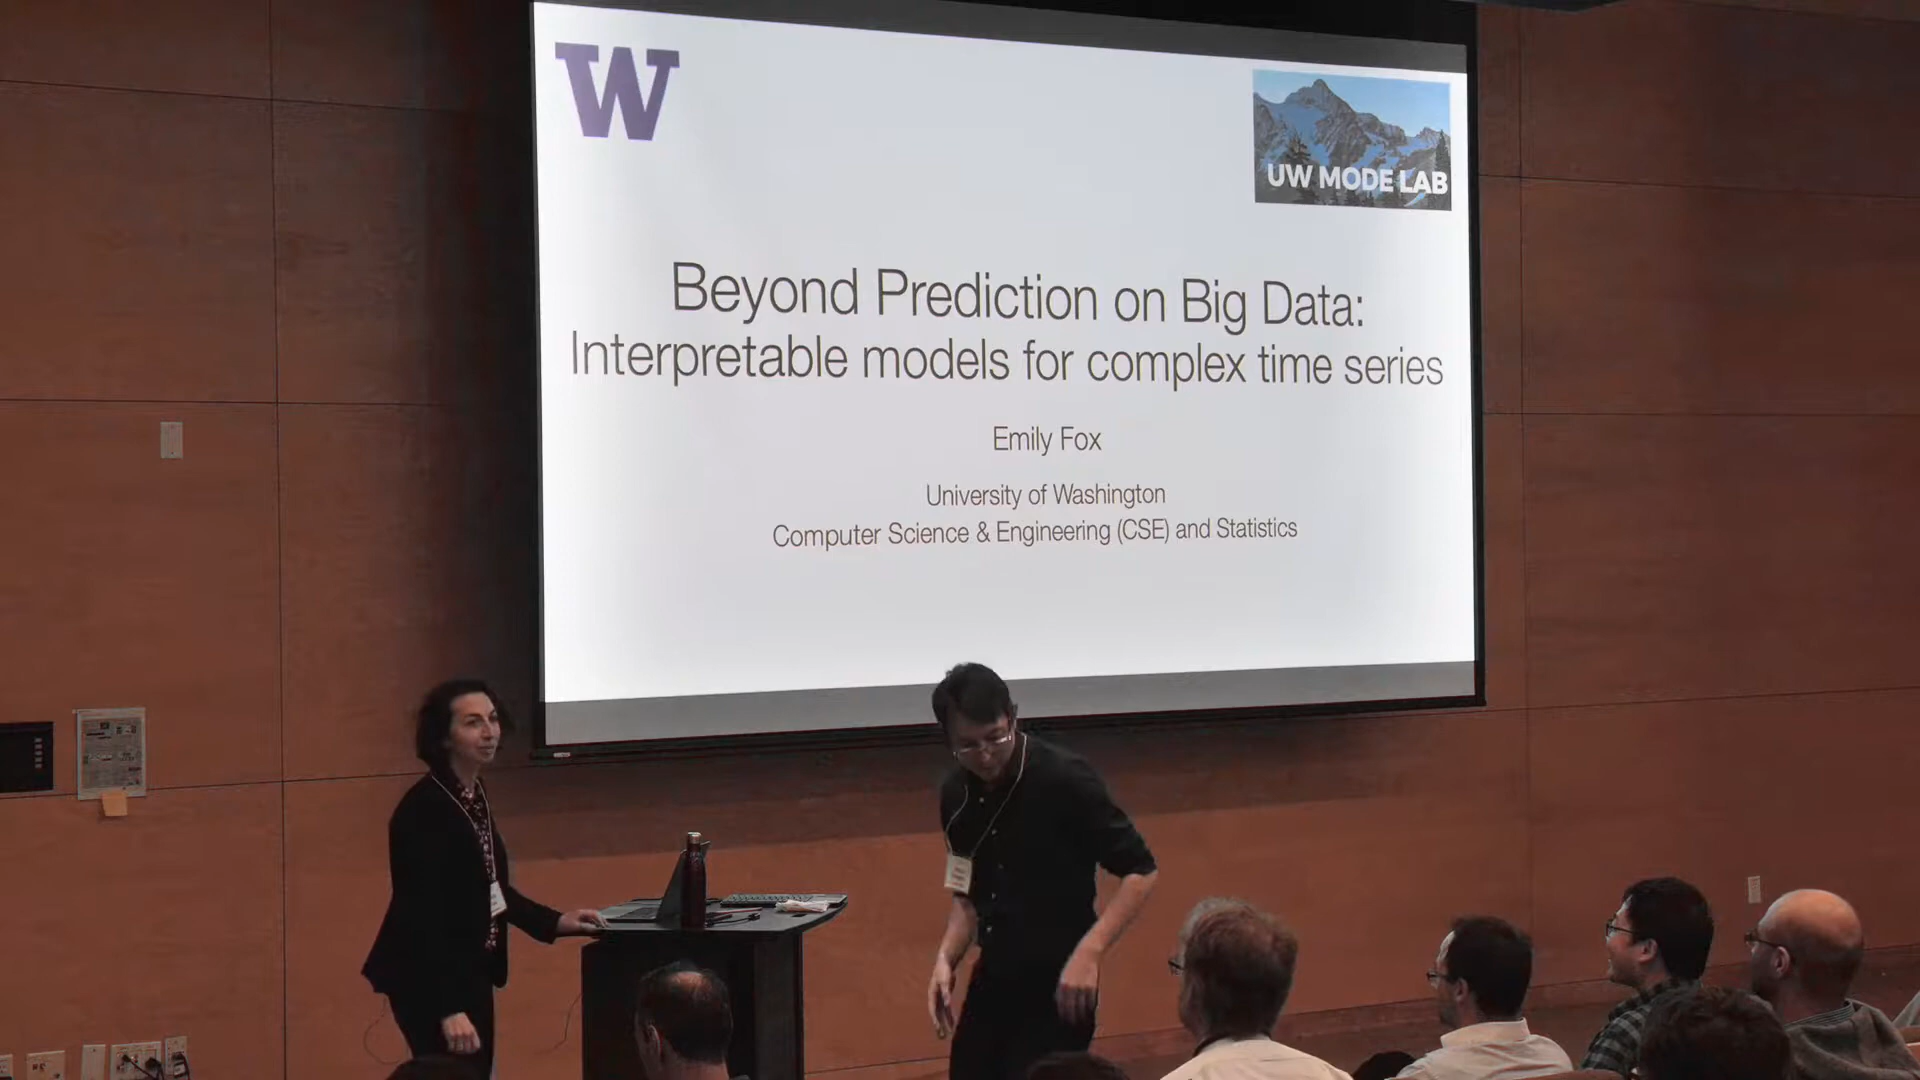 W
UW MODE LAB
Beyond Prediction on Big Data:
Interpretable models for complex time series
Emily Fox
University of Washington
Computer Science & Engineering (CSE) and Statistics